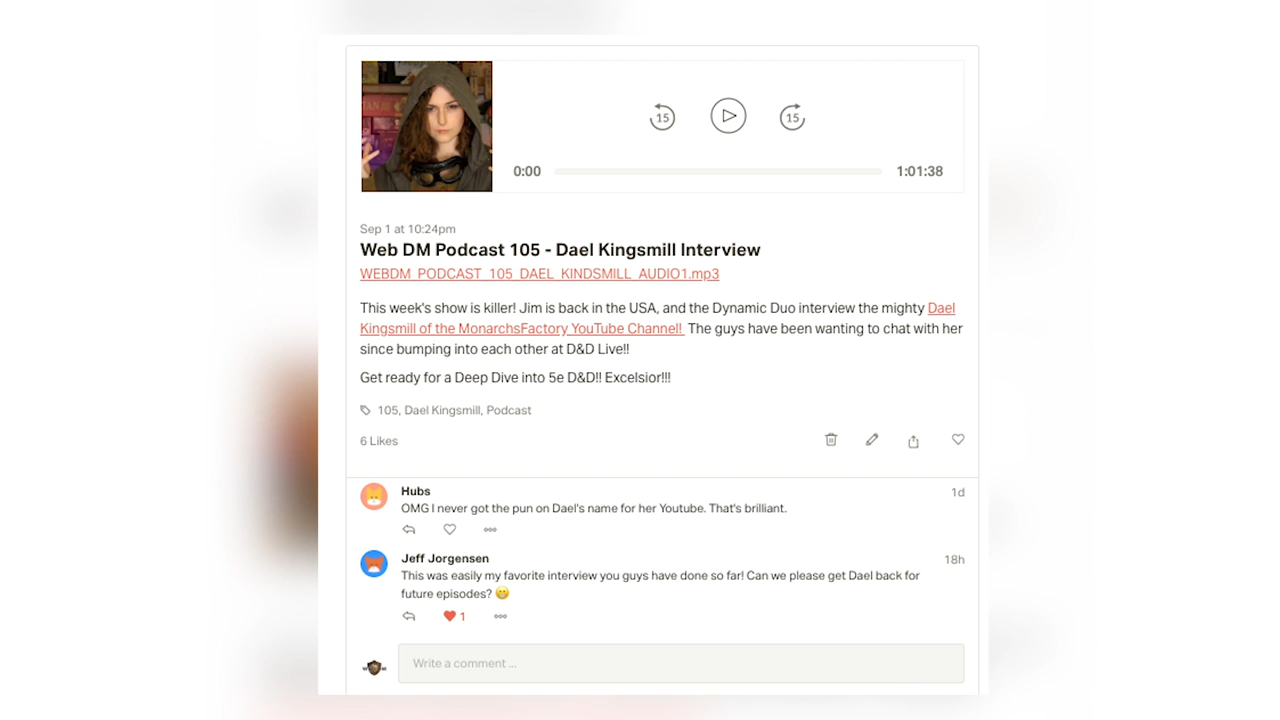 15
15
0:00
1:01:38
Sep 1 at 10:24pm
Web DM Podcast 105 - Dael Kingsmill Interview
WEBDM_PODCAST_105_DAEL_KINDSMILL_AUDIO1.mp3
This week's show is killer! Jim is back in the USA, and the Dynamic Duo interview the mighty Dael
Kingsmill of the MonarchsFactory YouTube Channel! The guys have been wanting to chat with her
since bumping into each other at D&D Live!!
Get ready for a Deep Dive into 5e D&D!! Excelsior!!!
105, Dael Kingsmill, Podcast
6 Likes
Hubs
1d
OMG I never got the pun on Dael's name for her Youtube. That's brilliant.
Jeff Jorgensen
18h
This was easily my favorite interview you guys have done so far! Can we please get Dael back for
future episodes? 😁
1
Write a comment ...